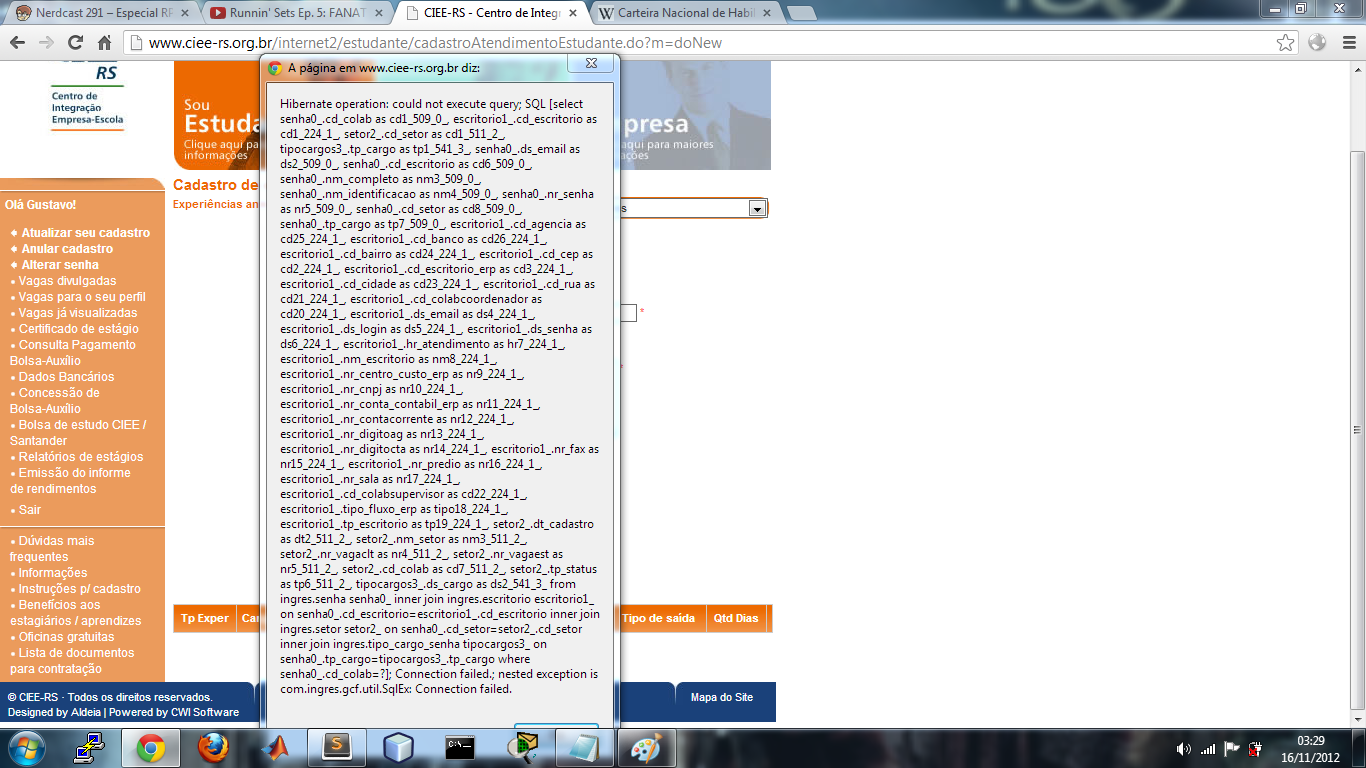 Nerdcast 291 – Especial RP
Runnin' Sets Ep. 5: FANAT
CIEE-RS - Centro de Integr
Carteira Nacional de Habil
www.ciee-rs.org.br/internet2/estudante/cadastroAtendimentoEstudante.do?m=doNew
RS
Centro de
Integração
Empresa-Escola
Sou
Estuda
Clique aqui pa
informações
mpresa
ui para maiores
ações
Olá Gustavo!
Atualizar seu cadastro
Anular cadastro
Alterar senha
Vagas divulgadas
Vagas para o seu perfil
Vagas já visualizadas
Certificado de estágio
Consulta Pagamento
Bolsa-Auxílio
Dados Bancários
Concessão de
Bolsa-Auxílio
Bolsa de estudo CIEE /
Santander
Relatórios de estágios
Emissão do informe
de rendimentos
Sair
Dúvidas mais
frequentes
Informações
Instruções p/ cadastro
Benefícios aos
estagiários / aprendizes
Oficinas gratuitas
Lista de documentos
para contratação
Cadastro de
Experiências an
s
*
*
A página em www.ciee-rs.org.br diz:
Hibernate operation: could not execute query; SQL [select
senha0_.cd_colab as cd1_509_0_, escritorio1_.cd_escritorio as
cd1_224_1_, setor2_.cd_setor as cd1_511_2_,
tipocargos3_.tp_cargo as tp1_541_3_, senha0_.ds_email as
ds2_509_0_, senha0_.cd_escritorio as cd6_509_0_,
senha0_.nm_completo as nm3_509_0_,
senha0_.nm_identificacao as nm4_509_0_, senha0_.nr_senha
as nr5_509_0_, senha0_.cd_setor as cd8_509_0_,
senha0_.tp_cargo as tp7_509_0_, escritorio1_.cd_agencia as
cd25_224_1_, escritorio1_.cd_banco as cd26_224_1_,
escritorio1_.cd_bairro as cd24_224_1_, escritorio1_.cd_cep as
cd2_224_1_, escritorio1_.cd_escritorio_erp as cd3_224_1_,
escritorio1_.cd_cidade as cd23_224_1_, escritorio1_.cd_rua as
cd21_224_1_, escritorio1_.cd_colabcoordenador as
cd20_224_1_, escritorio1_.ds_email as ds4_224_1_,
escritorio1_.ds_login as ds5_224_1_, escritorio1_.ds_senha as
ds6_224_1_, escritorio1_.hr_atendimento as hr7_224_1_,
escritorio1_.nm_escritorio as nm8_224_1_,
escritorio1_.nr_centro_custo_erp as nr9_224_1_,
escritorio1_.nr_cnpj as nr10_224_1_,
escritorio1_.nr_conta_contabil_erp as nr11_224_1_,
escritorio1_.nr_contacorrente as nr12_224_1_,
escritorio1_.nr_digitoag as nr13_224_1_,
escritorio1_.nr_digitocta as nr14_224_1_, escritorio1_.nr_fax as
nr15_224_1_, escritorio1_.nr_predio as nr16_224_1_,
escritorio1_.nr_sala as nr17_224_1_,
escritorio1_.cd_colabsupervisor as cd22_224_1_,
escritorio1_.tipo_fluxo_erp as tipo18_224_1_,
escritorio1_.tp_escritorio as tp19_224_1_, setor2_.dt_cadastro
as dt2_511_2_, setor2_.nm_setor as nm3_511_2_,
setor2_.nr_vagaclt as nr4_511_2_, setor2_.nr_vagaest as
nr5_511_2_, setor2_.cd_colab as cd7_511_2_, setor2_.tp_status
as tp6_511_2_, tipocargos3_.ds_cargo as ds2_541_3_ from
ingres.senha senha0_ inner join ingres.escritorio escritorio1_
on senha0_.cd_escritorio=escritorio1_.cd_escritorio inner join
ingres.setor setor2_ on senha0_.cd_setor=setor2_.cd_setor
inner join ingres.tipo_cargo_senha tipocargos3_ on
senha0_.tp_cargo=tipocargos3_.tp_cargo where
senha0_.cd_colab=?]; Connection failed.; nested exception is
com.ingres.gcf.util.SqlEx: Connection failed.
Tp Exper
Car
Tipo de saída
Qtd Dias
© CIEE-RS - Todos os direitos reservados.
Designed by Aldeia | Powered by CWI Software
Mapa do Site
03:29
16/11/2012